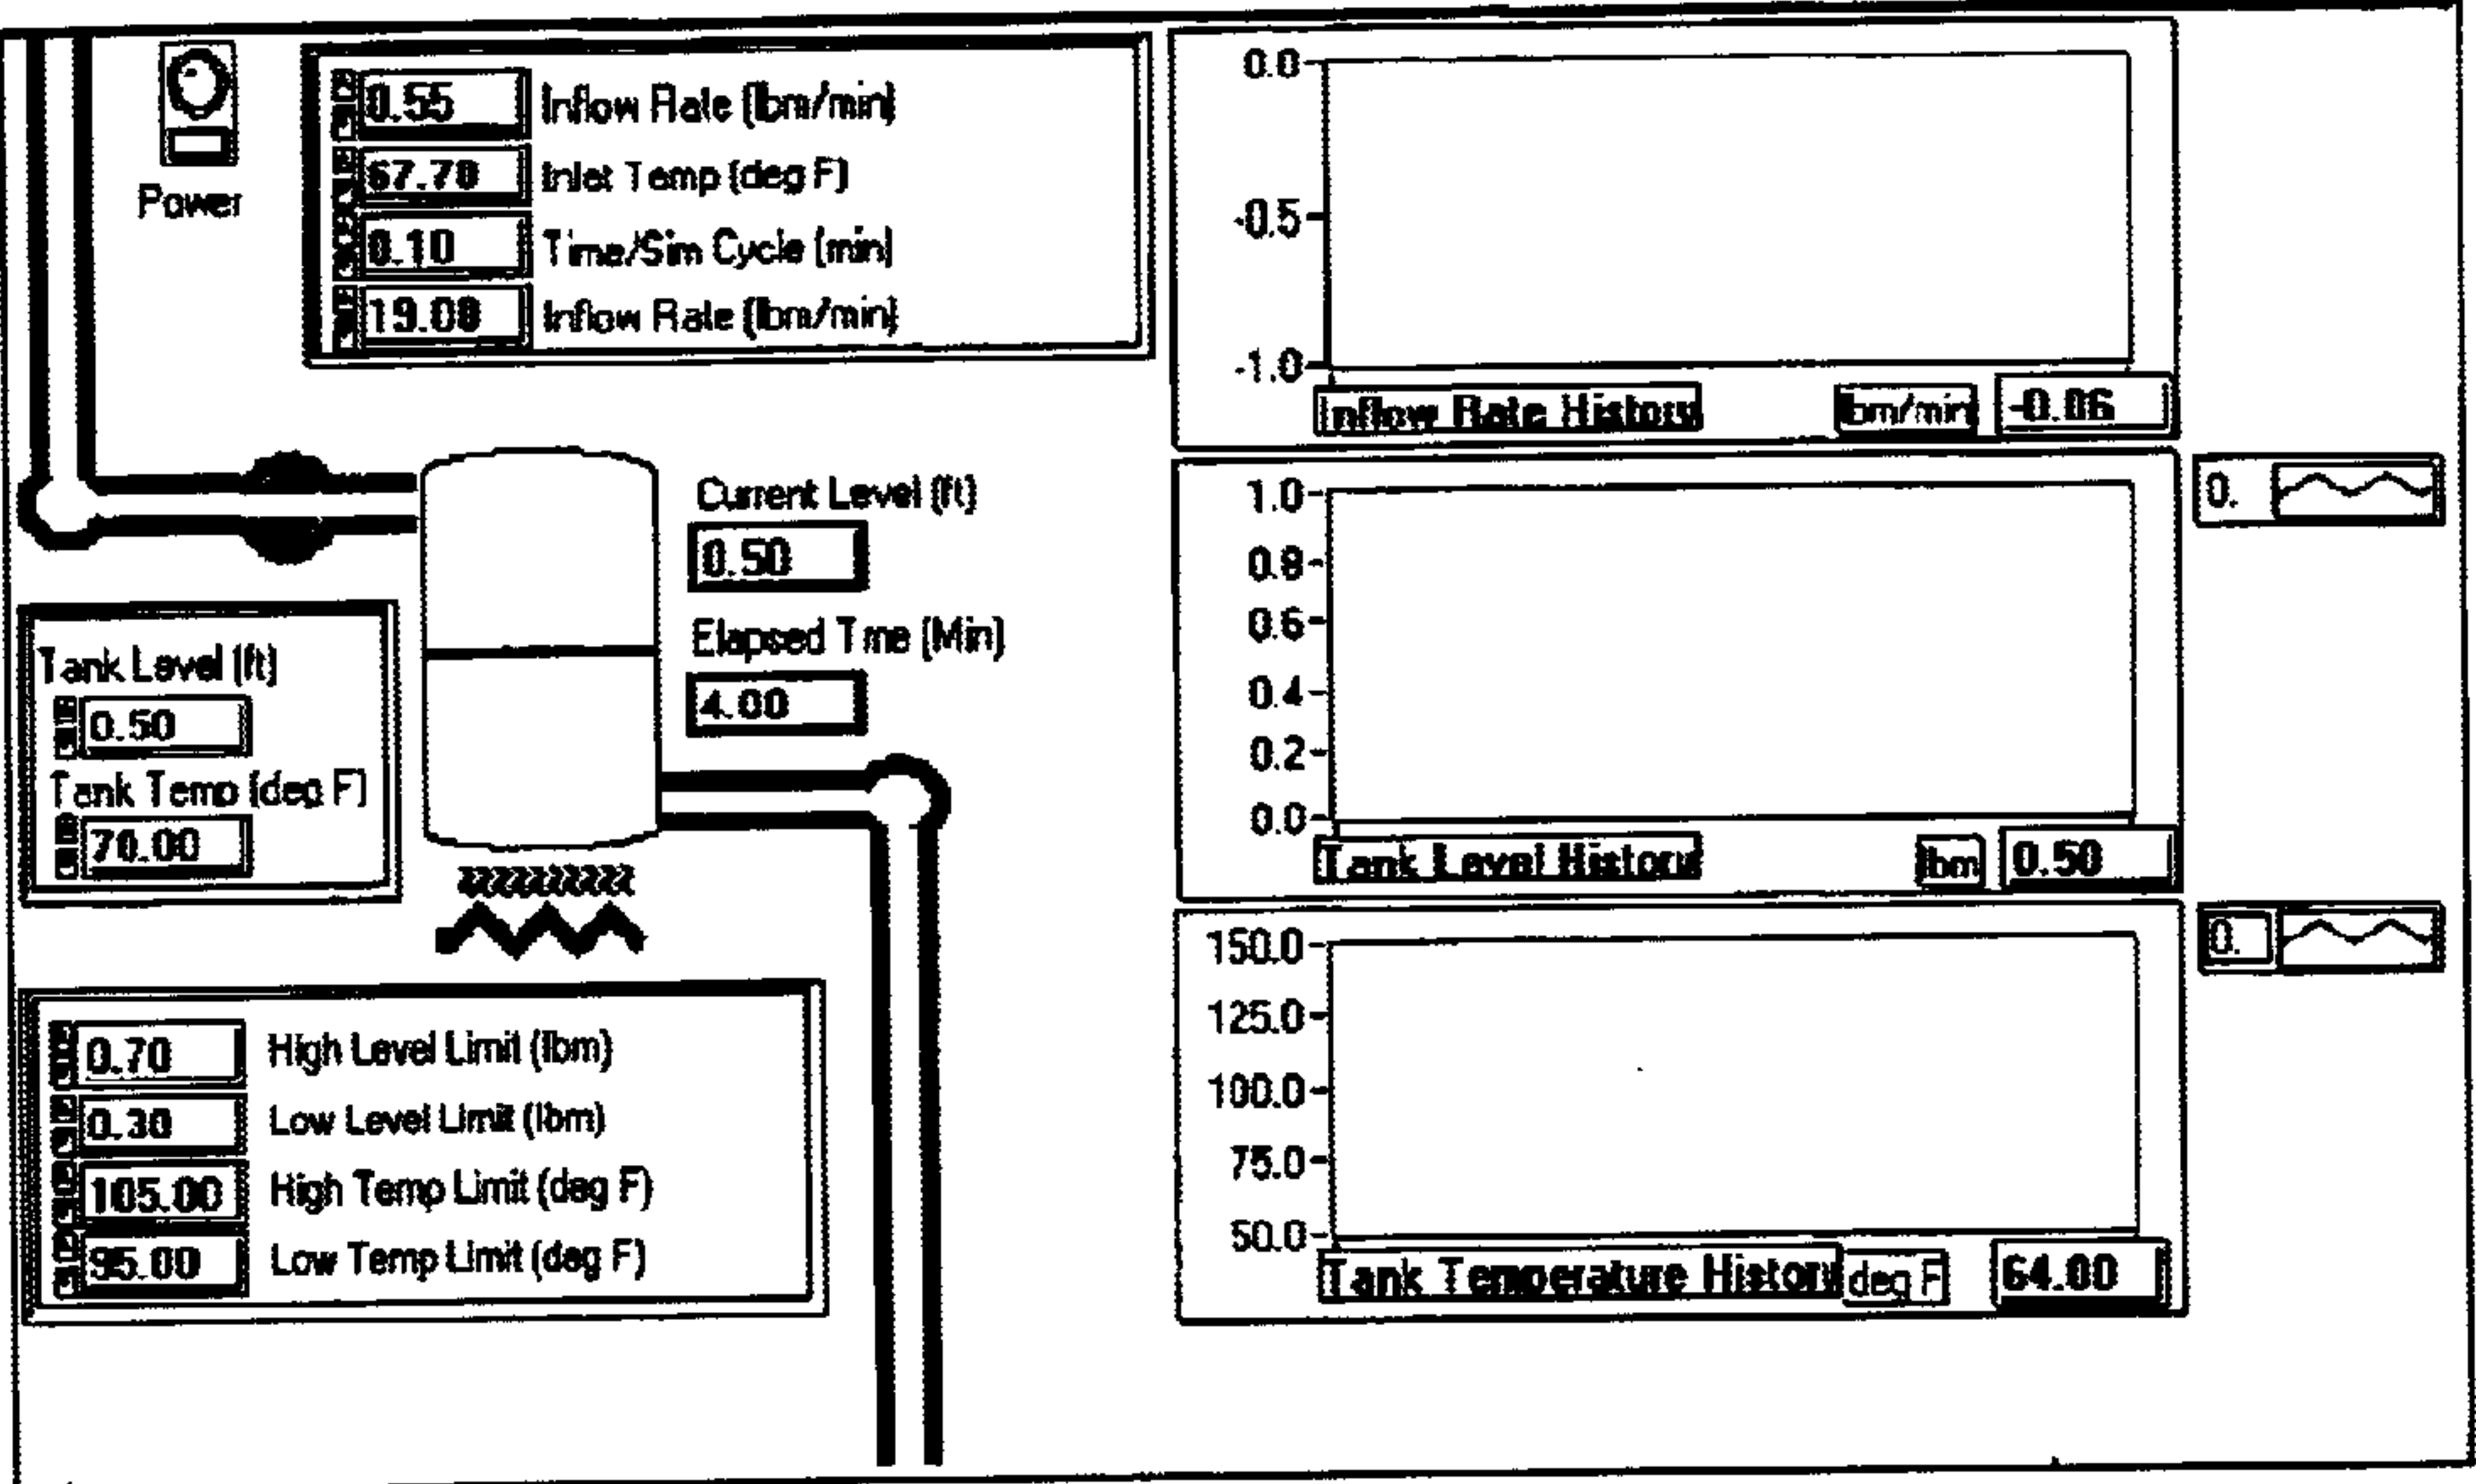 Power
0.55 Inflow Rate (lbm/min)
67.70 Inlet Temp (deg F)
0.10 Time/Sim Cycle (min)
19.00 Inflow Rate (lbm/min)
0.0
-0.5
-1.0
Inflow Rate History lbm/min -0.06
Current Level (ft)
0.50
Elapsed Time (Min)
4.00
Tank Level (ft)
0.50
Tank Temp (deg F)
70.00
1.0
0.8
0.6
0.4
0.2
0.0
Tank Level History lbm 0.50
0.
0.70 High Level Limit (lbm)
0.30 Low Level Limit (lbm)
105.00 High Temp Limit (deg F)
95.00 Low Temp Limit (deg F)
150.0
125.0
100.0
75.0
50.0
Tank Temperature History deg F 64.00
0.